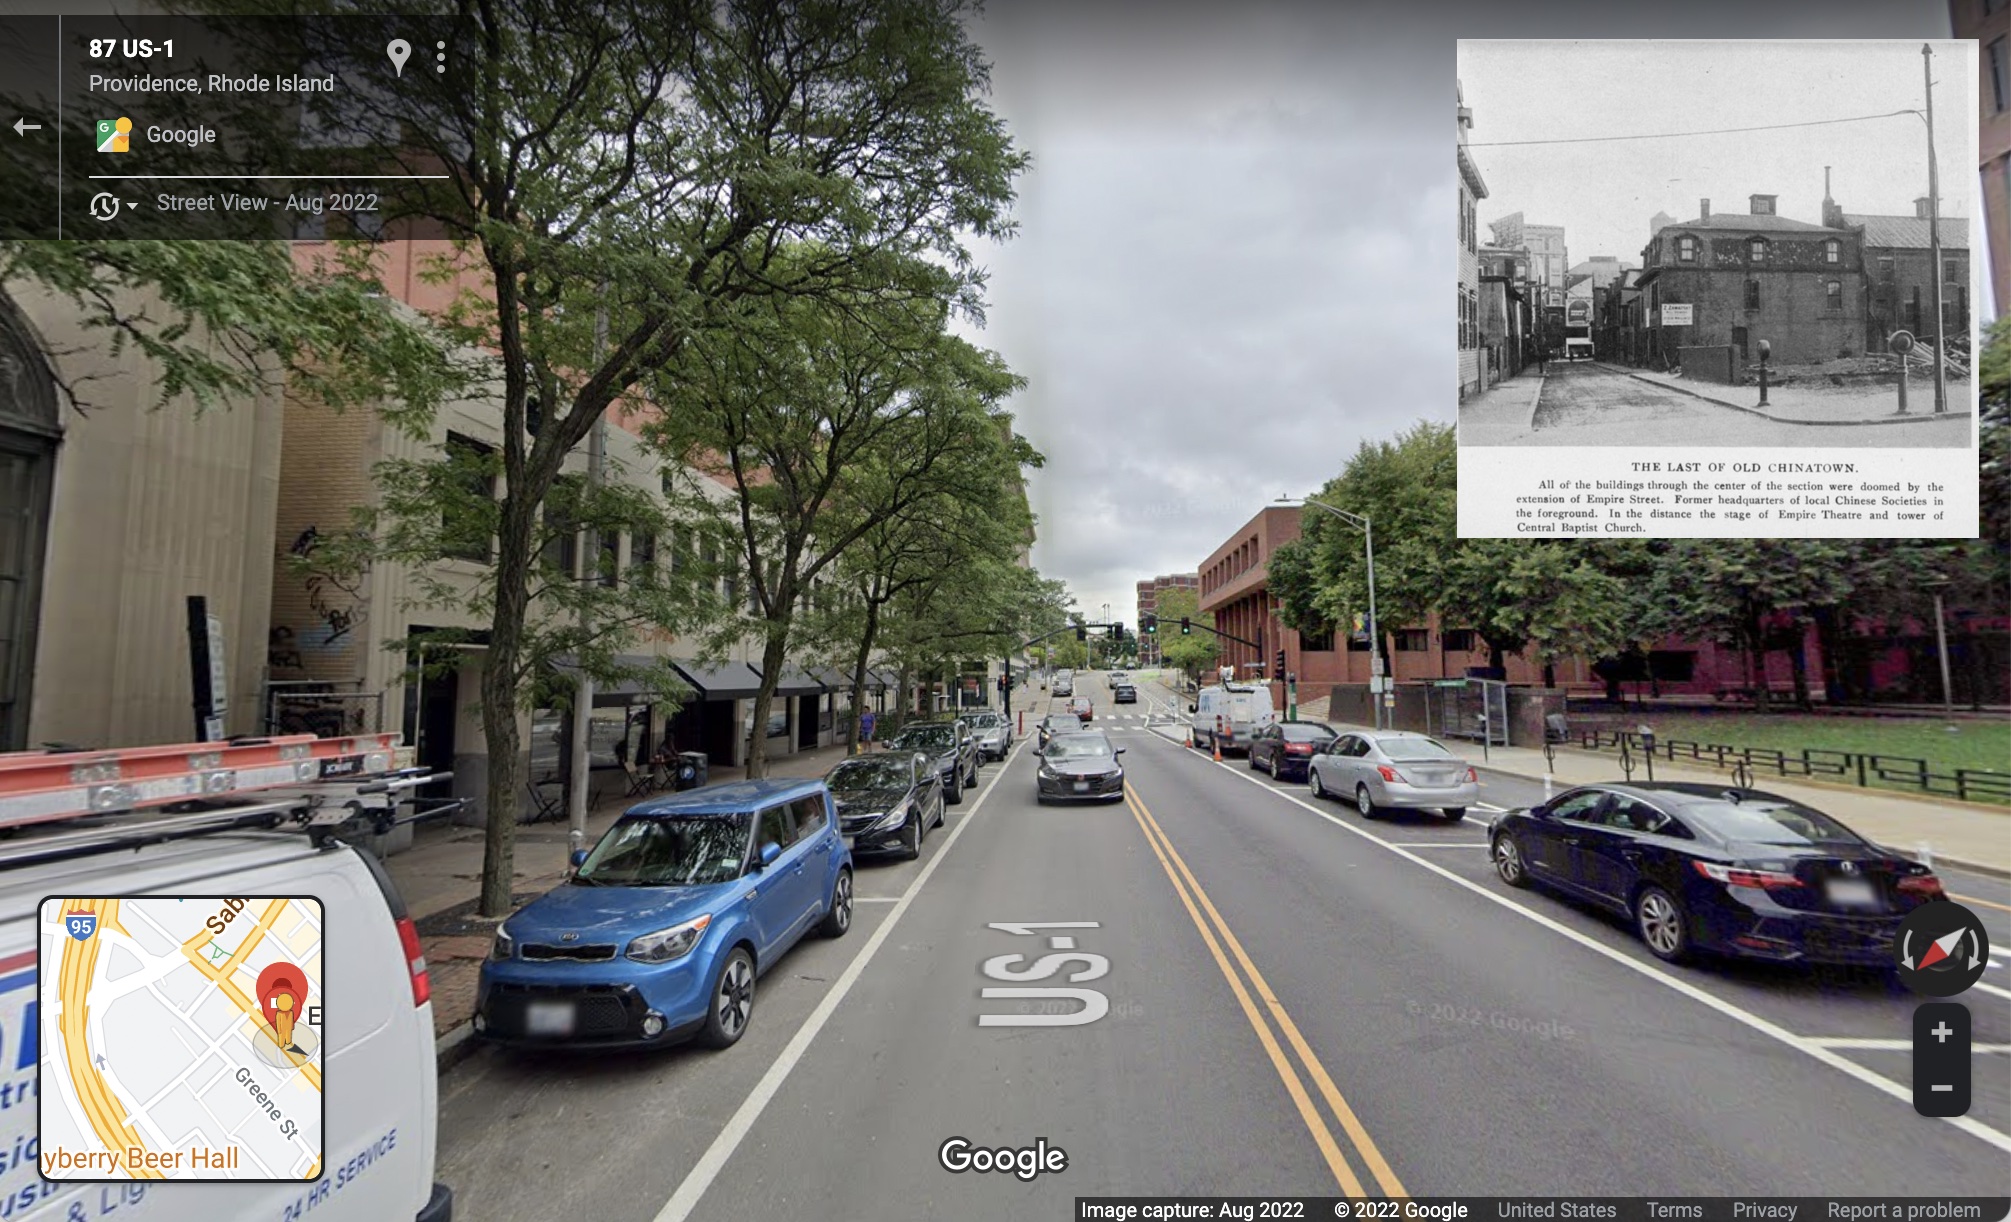 87 US-1
Providence, Rhode Island
Google
Street View - Aug 2022
THE LAST OF OLD CHINATOWN.
All of the buildings through the center of the section were doomed by the
extension of Empire Street. Former headquarters of local Chinese Societies in
the foreground. In the distance the stage of Empire Theatre and tower of
Central Baptist Church.
US-1
© 2022 Google
95
Sab
E
Greene St
yberry Beer Hall
& Lig
24 HR SERVICE
Google
Image capture: Aug 2022 © 2022 Google United States Terms Privacy Report a problem